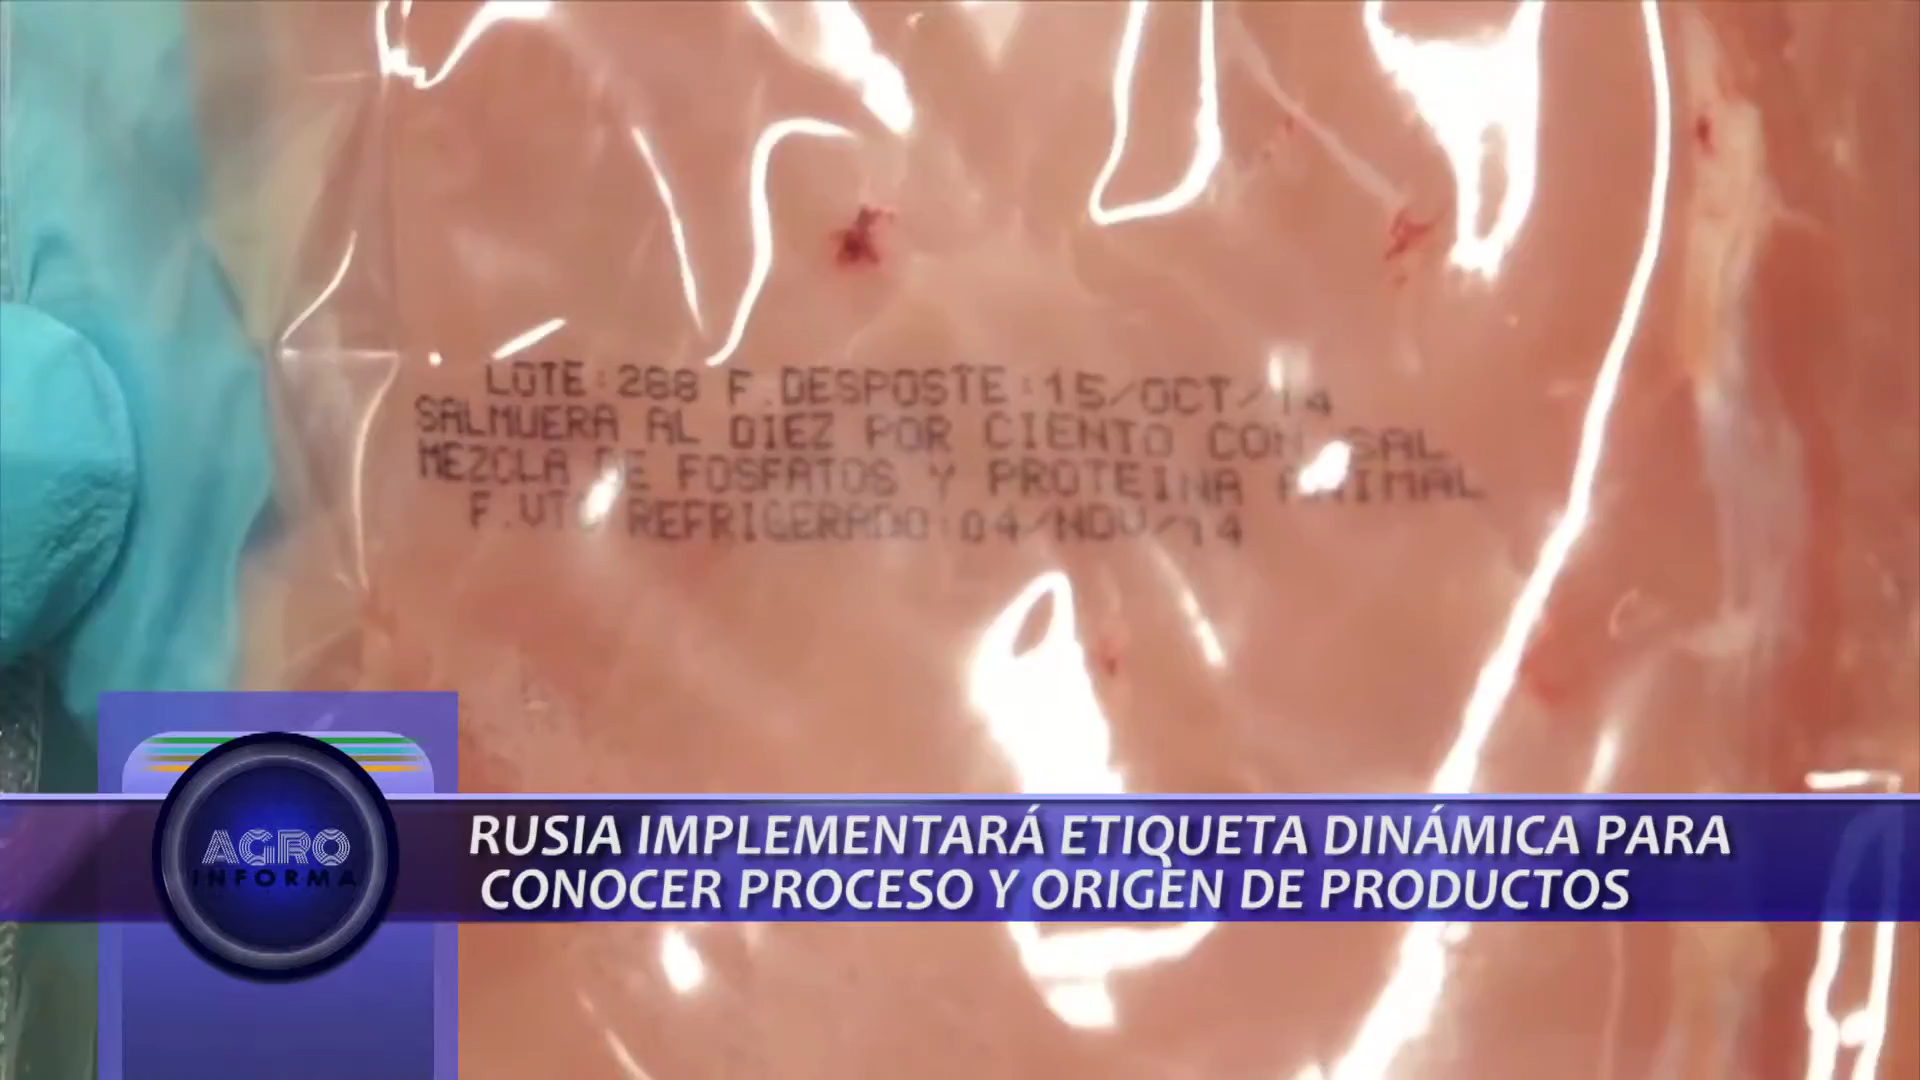 LOTE:288 F.DESPOSTE:15/OCT/14
SALMUERA AL DIEZ POR CIENTO CON SAL
MEZCLA DE FOSFATOS Y PROTEINA ANIMAL
F.VTO REFRIGERADO:04/NOV/14
AGRO
INFORMA
RUSIA IMPLEMENTARÁ ETIQUETA DINÁMICA PARA
CONOCER PROCESO Y ORIGEN DE PRODUCTOS